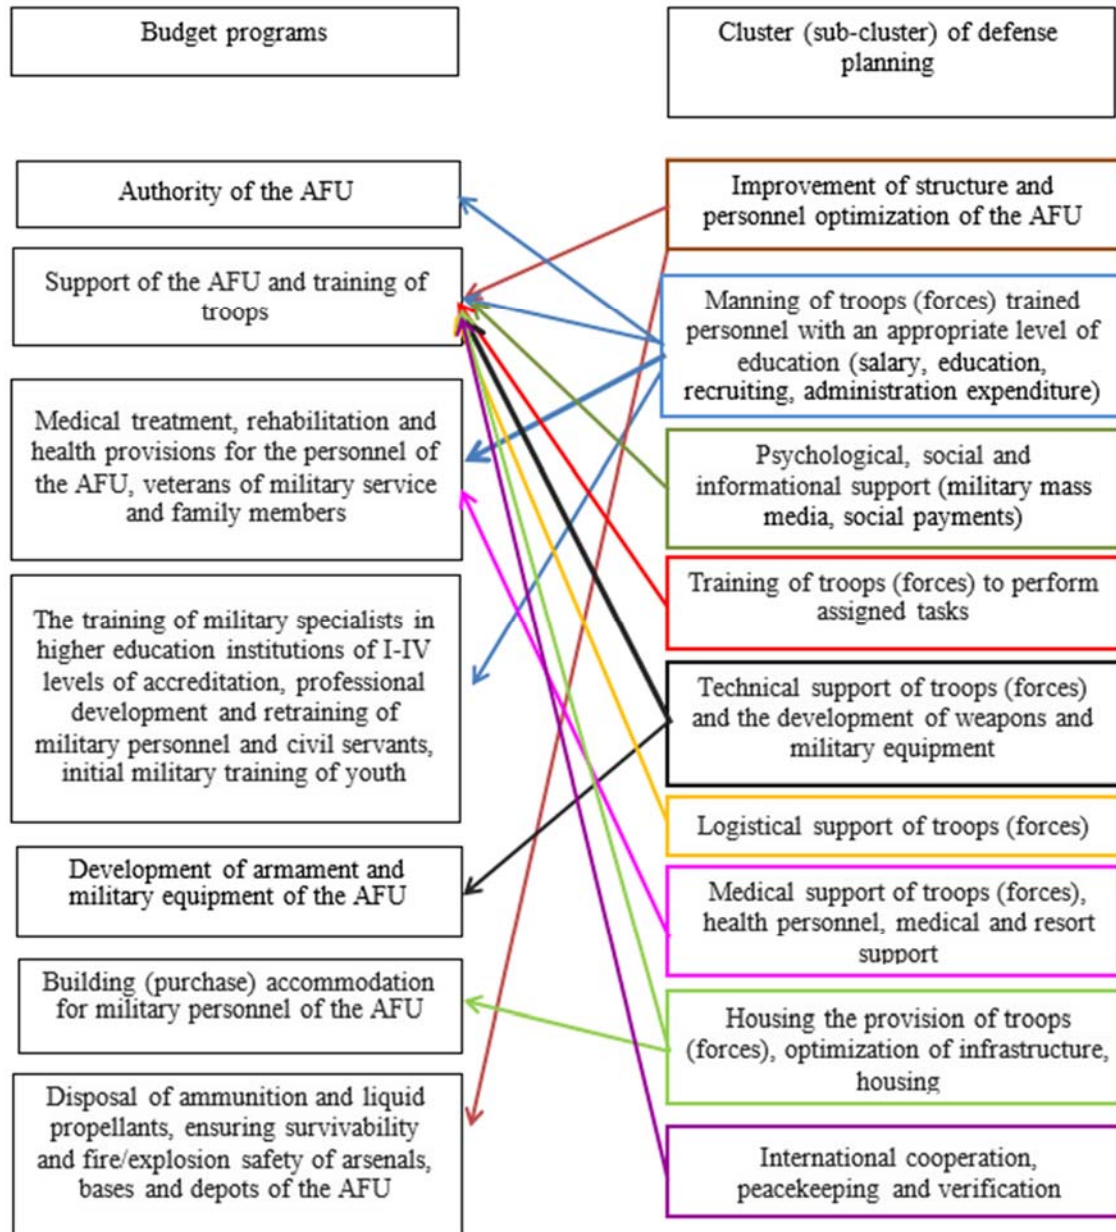 Budget programs
Cluster (sub-cluster) of defense
planning
Authority of the AFU
Support of the AFU and training of
troops
Medical treatment, rehabilitation and
health provisions for the personnel of
the AFU, veterans of military service
and family members
The training of military specialists in
higher education institutions of I-IV
levels of accreditation, professional
development and retraining of
military personnel and civil servants,
initial military training of youth
Development of armament and
military equipment of the AFU
Building (purchase) accommodation
for military personnel of the AFU
Disposal of ammunition and liquid
propellants, ensuring survivability
and fire/explosion safety of arsenals,
bases and depots of the AFU
Improvement of structure and
personnel optimization of the AFU
Manning of troops (forces) trained
personnel with an appropriate level of
education (salary, education,
recruiting, administration expenditure)
Psychological, social and
informational support (military mass
media, social payments)
Training of troops (forces) to perform
assigned tasks
Technical support of troops (forces)
and the development of weapons and
military equipment
Logistical support of troops (forces)
Medical support of troops (forces),
health personnel, medical and resort
support
Housing the provision of troops
(forces), optimization of infrastructure,
housing
International cooperation,
peacekeeping and verification